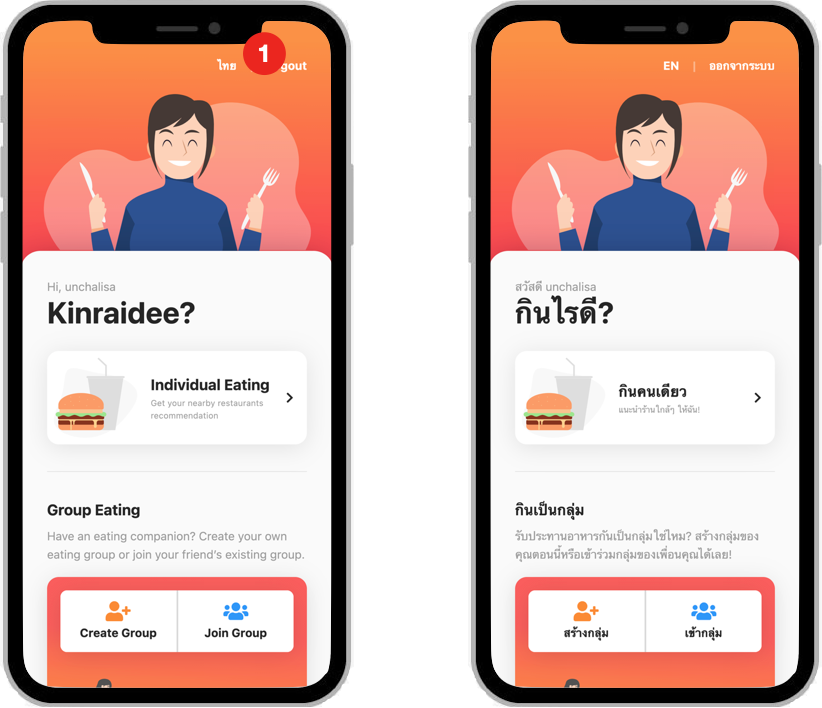 ไทย
1
gout
Hi, unchalisa
Kinraidee?
Individual Eating
Get your nearby restaurants
recommendation
Group Eating
Have an eating companion? Create your own
eating group or join your friend's existing group.
Create Group
Join Group
EN | ออกจากระบบ
สวัสดี unchalisa
กินไรดี?
กินคนเดียว
แนะนำร้านใกล้ๆ ให้ฉัน!
กินเป็นกลุ่ม
รับประทานอาหารกันเป็นกลุ่มใช่ไหม? สร้างกลุ่มของ
คุณตอนนี้หรือเข้าร่วมกลุ่มของเพื่อนคุณได้เลย!
สร้างกลุ่ม
เข้ากลุ่ม